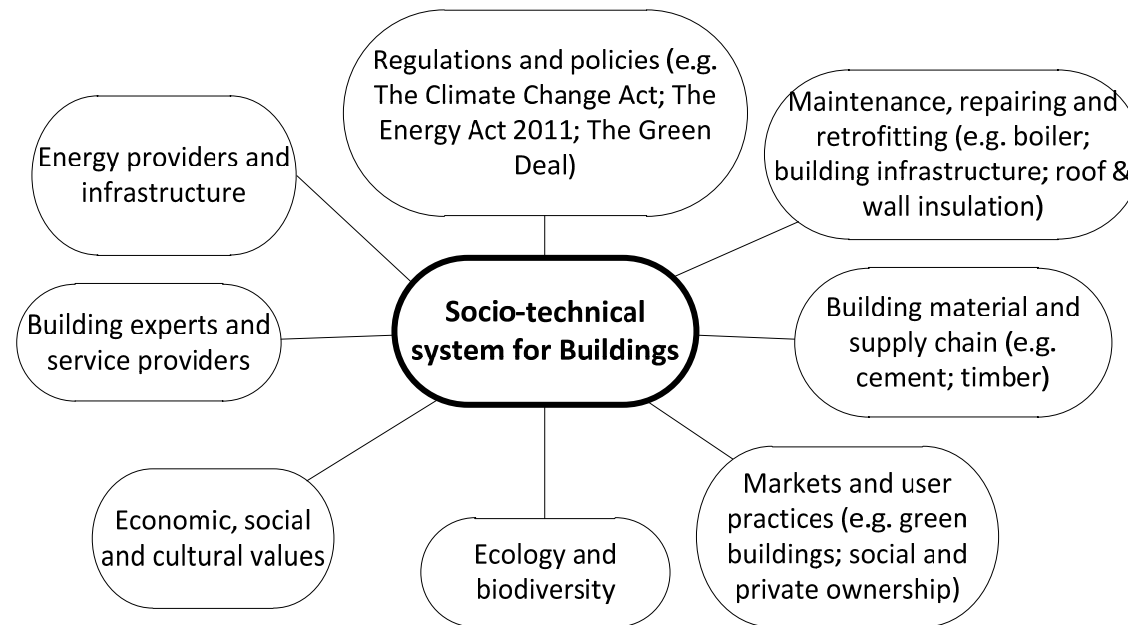 Regulations and policies (e.g.
The Climate Change Act; The
Energy Act 2011; The Green
Deal)
Maintenance, repairing and
retrofitting (e.g. boiler;
building infrastructure; roof &
wall insulation)
Energy providers and
infrastructure
Socio-technical
system for Buildings
Building experts and
service providers
Building material and
supply chain (e.g.
cement; timber)
Economic, social
and cultural values
Ecology and
biodiversity
Markets and user
practices (e.g. green
buildings; social and
private ownership)